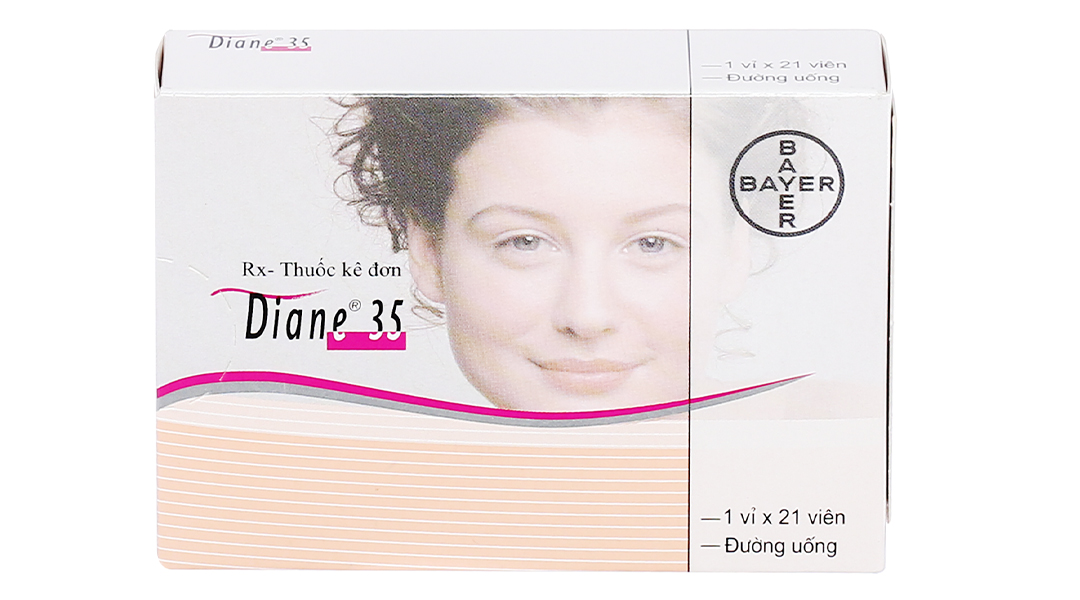 Diane® 35
— 1 vỉ x 21 viên
— Đường uống
BAYER
BAYER
Rx- Thuốc kê đơn
Diane® 35
— 1 vỉ x 21 viên
— Đường uống